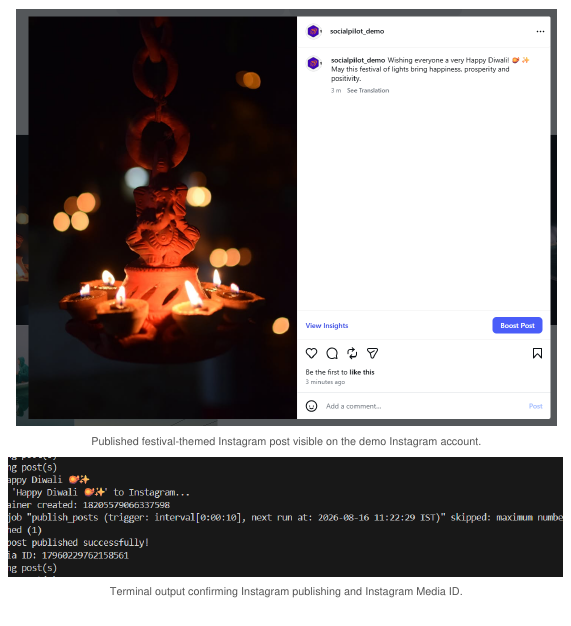 socialpilot_demo
socialpilot_demo Wishing everyone a very Happy Diwali! 🪔 ✨
May this festival of lights bring happiness, prosperity and
positivity.
3 m See Translation
View Insights
Boost Post
Be the first to like this
3 minutes ago
Add a comment...
Post
Published festival-themed Instagram post visible on the demo Instagram account.
ng post(s)
appy Diwali 🪔✨
'Happy Diwali 🪔✨' to Instagram...
ainer created: 18205579066337598
job "publish_posts (trigger: interval[0:00:10], next run at: 2026-08-16 11:22:29 IST)" skipped: maximum numbe
hed (1)
post published successfully!
ia ID: 17960229762158561
ng post(s)
Terminal output confirming Instagram publishing and Instagram Media ID.